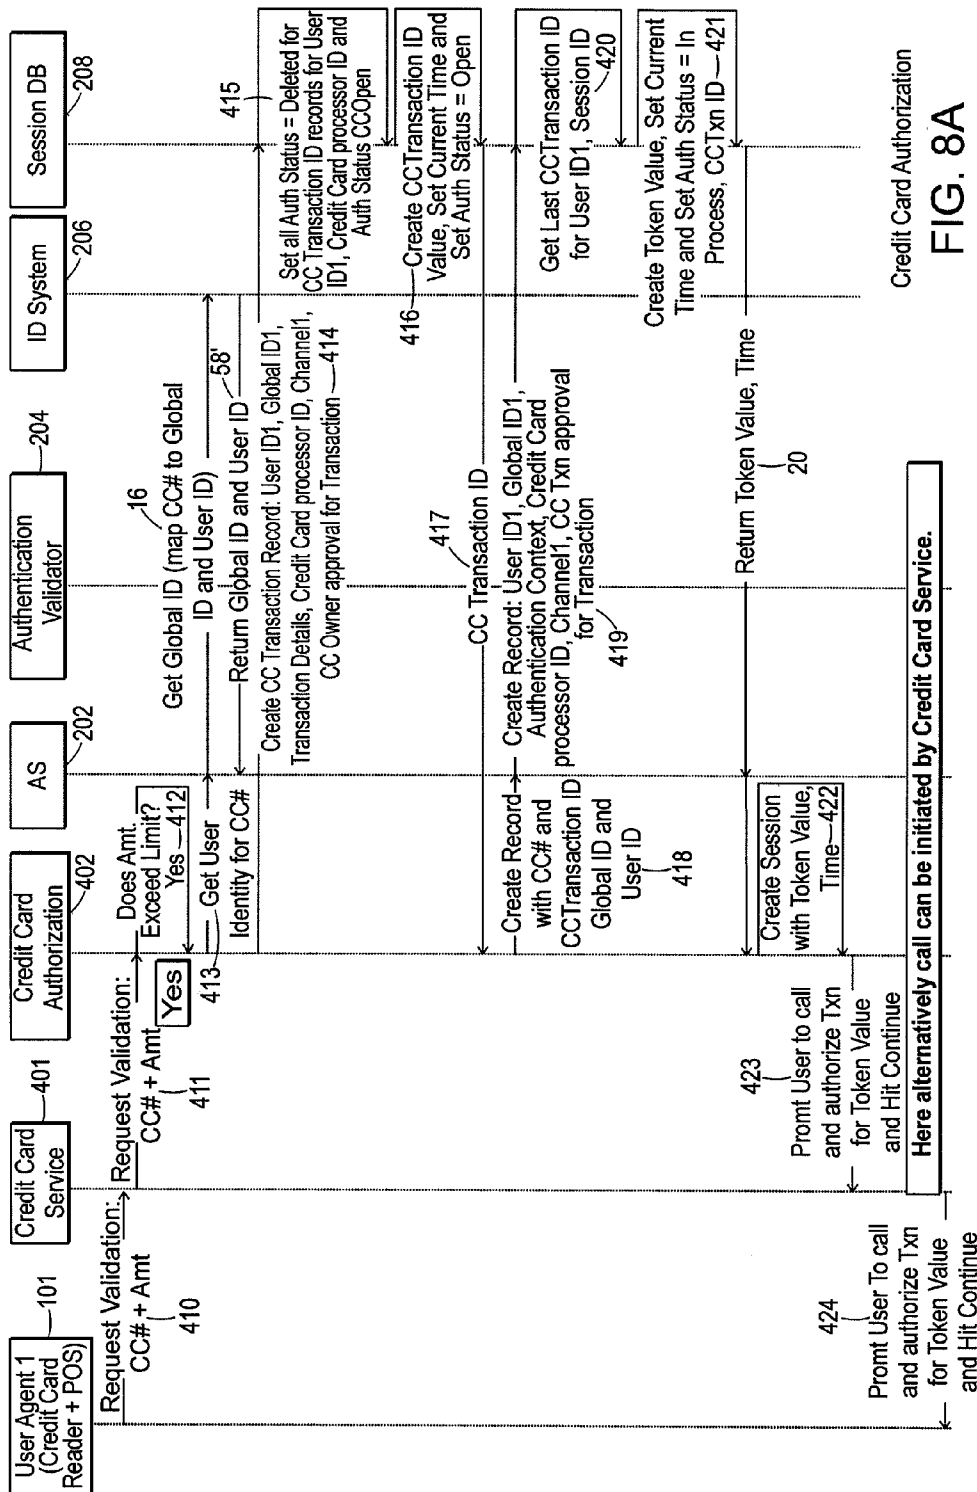 User Agent 1
(Credit Card
Reader + POS)
101
Credit Card
Service
401
Credit Card
Authorization
402
AS
202
Authentication
Validator
204
ID System
206
Session DB
208
Request Validation:
CC# + Amt
410
Request Validation:
CC# + Amt
411
Does Amt.
Exceed Limit?
Yes
412
Yes
Get User
Identity for CC#
413
Get Global ID (map CC# to Global
ID and User ID)
16
Return Global ID and User ID
58'
Create CC Transaction Record: User ID1, Global ID1,
Transaction Details, Credit Card processor ID, Channel1,
CC Owner approval for Transaction
414
415
Set all Auth Status = Deleted for
CC Transaction ID records for User
ID1, Credit Card processor ID and
Auth Status CCOpen
416
Create CCTransaction ID
Value, Set Current Time and
Set Auth Status = Open
CC Transaction ID
417
Create Record
with CC# and
CCTransaction ID
Global ID and
User ID
418
Create Record: User ID1, Global ID1,
Authentication Context, Credit Card
processor ID, Channel1, CC Txn approval
for Transaction
419
Get Last CCTransaction ID
for User ID1, Session ID
420
Create Token Value, Set Current
Time and Set Auth Status = In
Process, CCTxn ID
421
Return Token Value, Time
20
Create Session
with Token Value,
Time
422
423
Promt User to call
and authorize Txn
for Token Value
and Hit Continue
Here alternatively call can be initiated by Credit Card Service.
424
Promt User To call
and authorize Txn
for Token Value
and Hit Continue
Credit Card Authorization
FIG. 8A